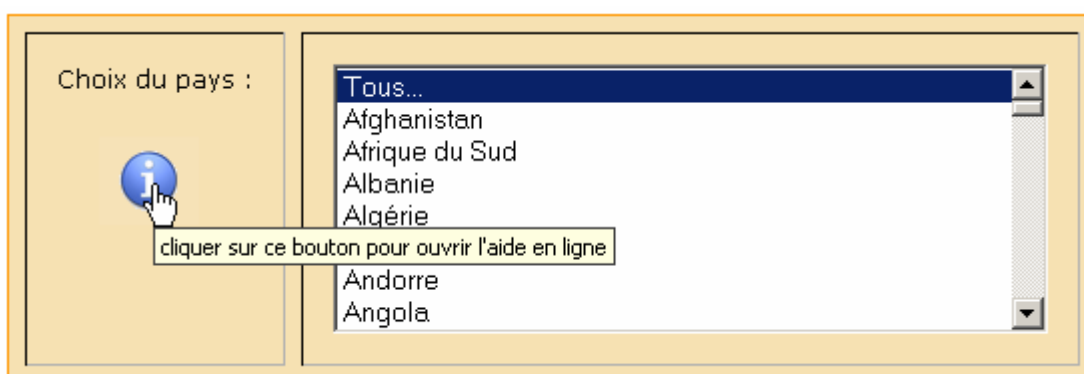 Choix du pays :
Tous...
Afghanistan
Afrique du Sud
Albanie
Algérie
cliquer sur ce bouton pour ouvrir l'aide en ligne
Andorre
Angola